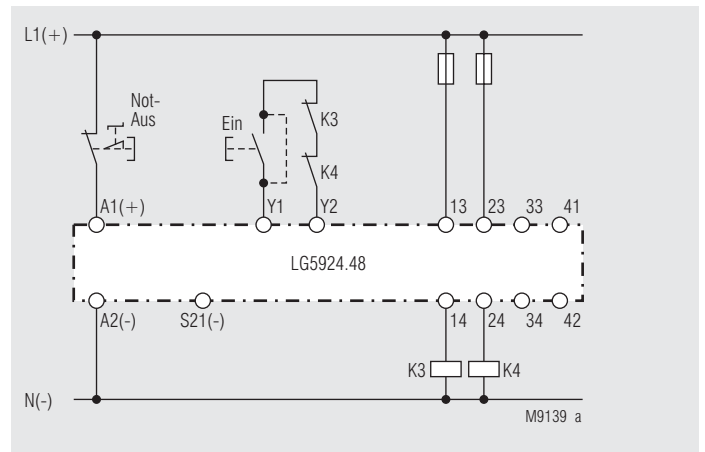 L1(+)
Not-
Aus
Ein
K3
K4
A1(+)
Y1
Y2
13
23
33
41
LG5924.48
A2(-)
S21(-)
14
24
34
42
K3
K4
N(-)
M9139 a